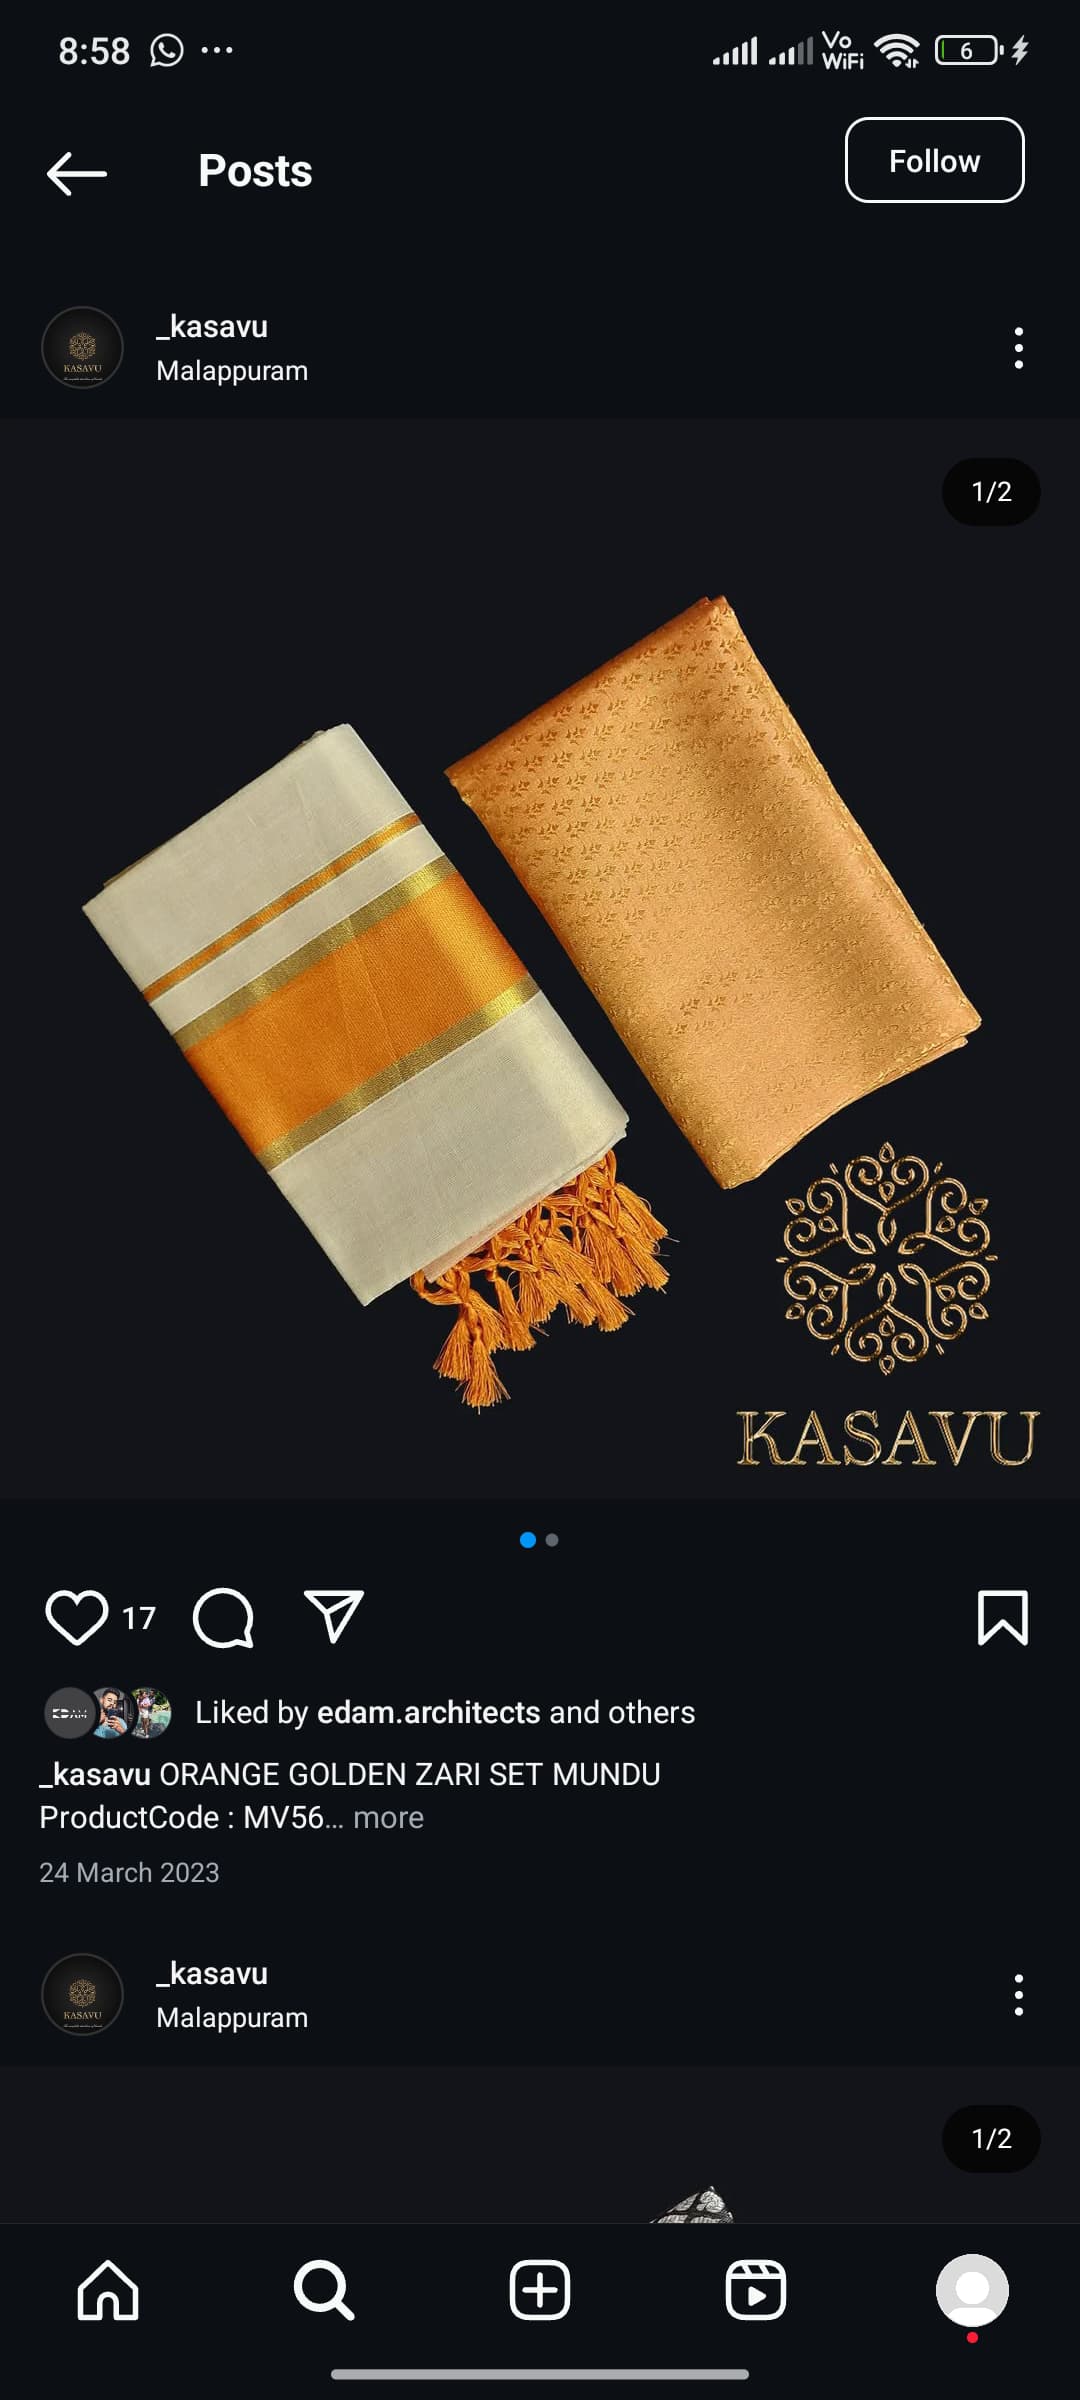 8:58
Vo
WiFi
6
Posts
Follow
_kasavu
Malappuram
KASAVU
1/2
KASAVU
17
EDAM
Liked by edam.architects and others
_kasavu ORANGE GOLDEN ZARI SET MUNDU
ProductCode : MV56... more
24 March 2023
_kasavu
Malappuram
KASAVU
1/2